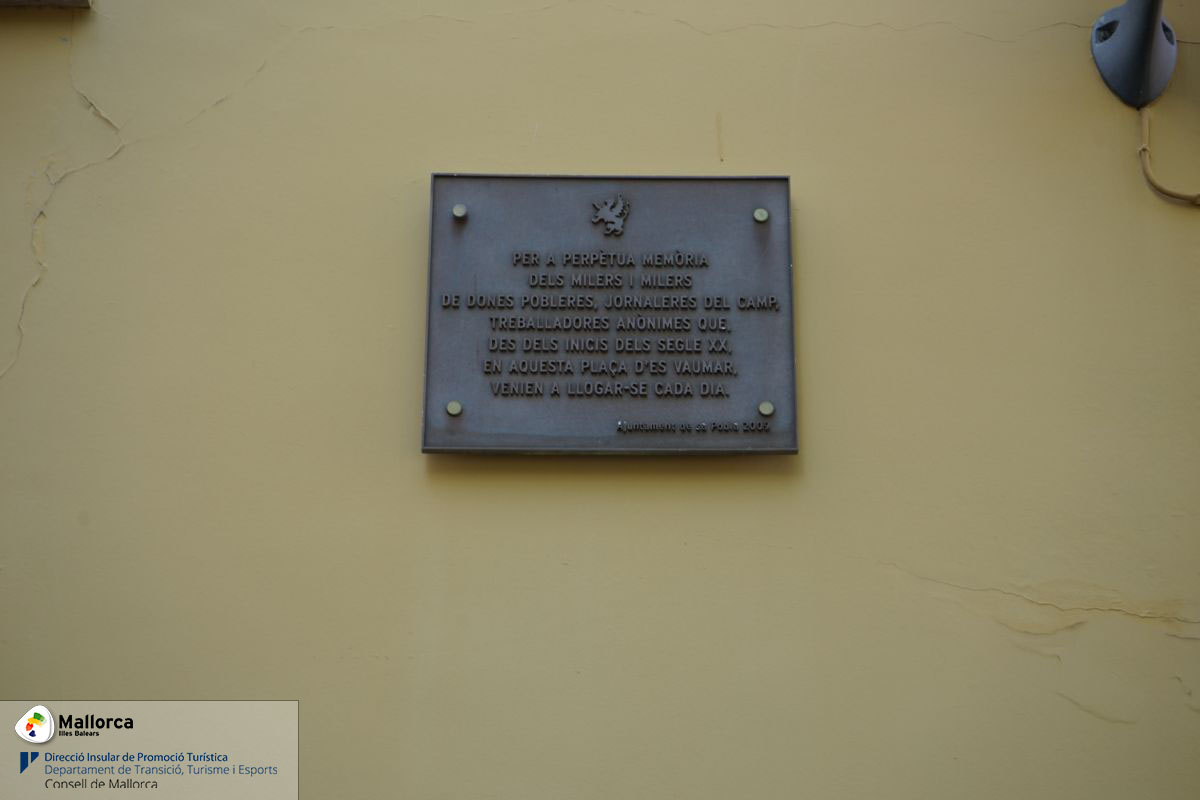 PER A PERPÈTUA MEMÒRIA
DELS MILERS I MILERS
DE DONES POBLERES, JORNALERES DEL CAMP,
TREBALLADORES ANÒNIMES QUE,
DES DELS INICIS DELS SEGLE XX,
EN AQUESTA PLAÇA D'ES VAUMAR,
VENIEN A LLOGAR-SE CADA DIA.
Ajuntament de sa Pobla 2009
Mallorca
Illes Balears
Direcció Insular de Promoció Turística
Departament de Transició, Turisme i Esports
Consell de Mallorca